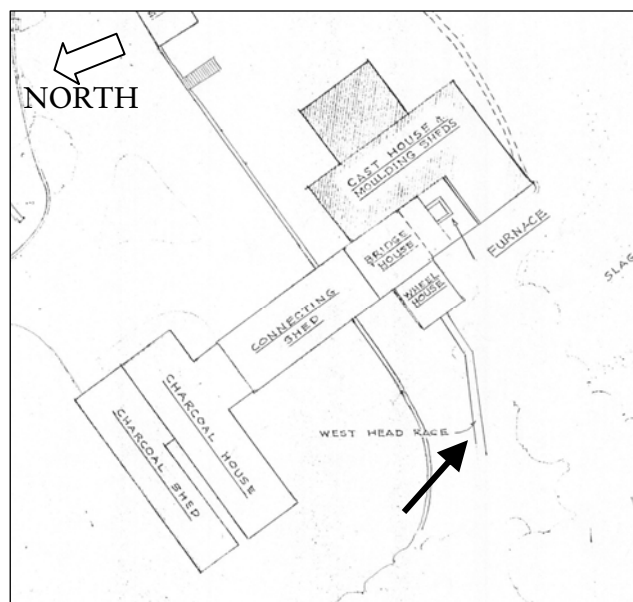 NORTH
CAST HOUSE &
MOULDING SHEDS
BRIDGE
HOUSE
FURNACE
WHEEL
HOUSE
SLAG
CONNECTING
SHED
CHARCOAL
HOUSE
CHARCOAL
SHED
WEST HEAD RACE